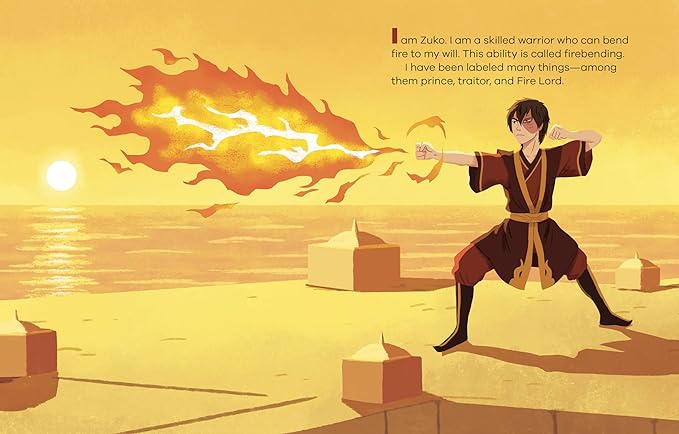 I am Zuko. I am a skilled warrior who can bend
fire to my will. This ability is called firebending.
I have been labeled many things—among
them prince, traitor, and Fire Lord.